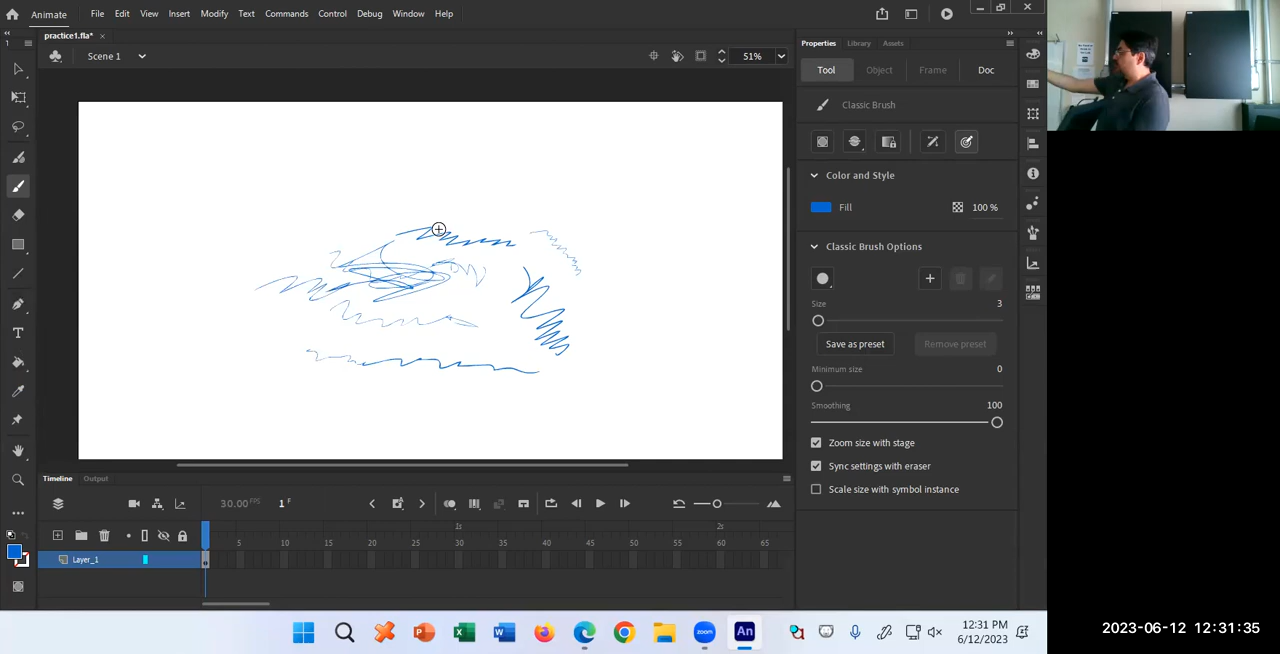 Animate File Edit View Insert Modify Text Commands Control Debug Window Help
practice1.fla*
Scene 1
51%
Properties Library Assets
Tool Object Frame Doc
Classic Brush
Color and Style
Fill 100 %
Classic Brush Options
Size 3
Save as preset Remove preset
Minimum size 0
Smoothing 100
Zoom size with stage
Sync settings with eraser
Scale size with symbol instance
Timeline Output
30.00 FPS 1 F
1s 2s
5 10 15 20 25 30 35 40 45 50 55 60 65
Layer_1
12:31 PM
6/12/2023
2023-06-12 12:31:35